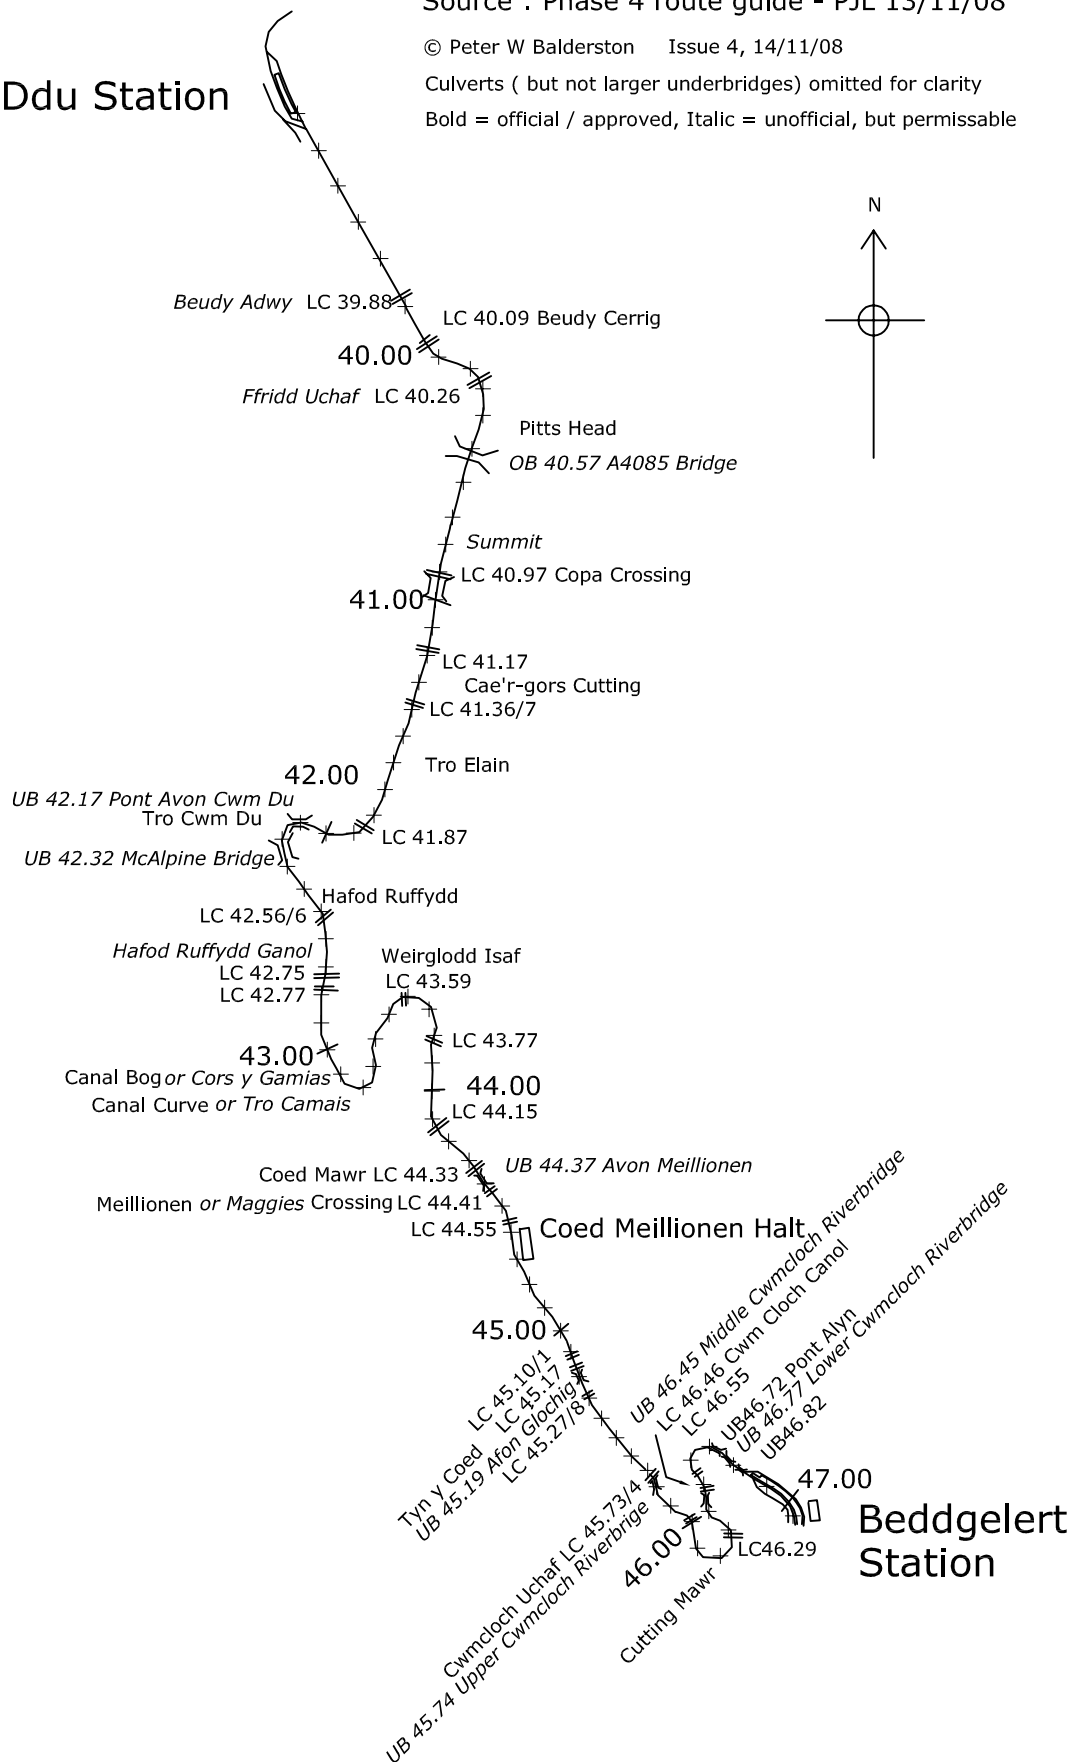 Source : Phase 4 route guide - PJL 13/11/08
© Peter W Balderston Issue 4, 14/11/08
Ddu Station
Culverts ( but not larger underbridges) omitted for clarity
Bold = official / approved, Italic = unofficial, but permissable
N
Beudy Adwy LC 39.88
LC 40.09 Beudy Cerrig
40.00
Ffridd Uchaf LC 40.26
Pitts Head
OB 40.57 A4085 Bridge
Summit
LC 40.97 Copa Crossing
41.00
LC 41.17
Cae'r-gors Cutting
LC 41.36/7
Tro Elain
42.00
UB 42.17 Pont Avon Cwm Du
Tro Cwm Du
LC 41.87
UB 42.32 McAlpine Bridge
Hafod Ruffydd
LC 42.56/6
Hafod Ruffydd Ganol
LC 42.75
LC 42.77
Weirglodd Isaf
LC 43.59
LC 43.77
43.00
Canal Bog or Cors y Gamias
Canal Curve or Tro Camais
44.00
LC 44.15
UB 44.37 Avon Meillionen
Coed Mawr LC 44.33
Meillionen or Maggies Crossing LC 44.41
LC 44.55
Coed Meillionen Halt
45.00
LC 45.10/1
Tyn y Coed LC 45.17
UB 45.19 Afon Glochig
LC 45.27/8
UB 46.45 Middle Cwmcloch Riverbridge
LC 46.46 Cwm Cloch Canol
LC 46.55
UB46.72 Pont Alyn
UB 46.77 Lower Cwmcloch Riverbridge
UB46.82
47.00
Beddgelert
Station
LC46.29
46.00
Cutting Mawr
Cwmcloch Uchaf LC 45.73/4
UB 45.74 Upper Cwmcloch Riverbrige